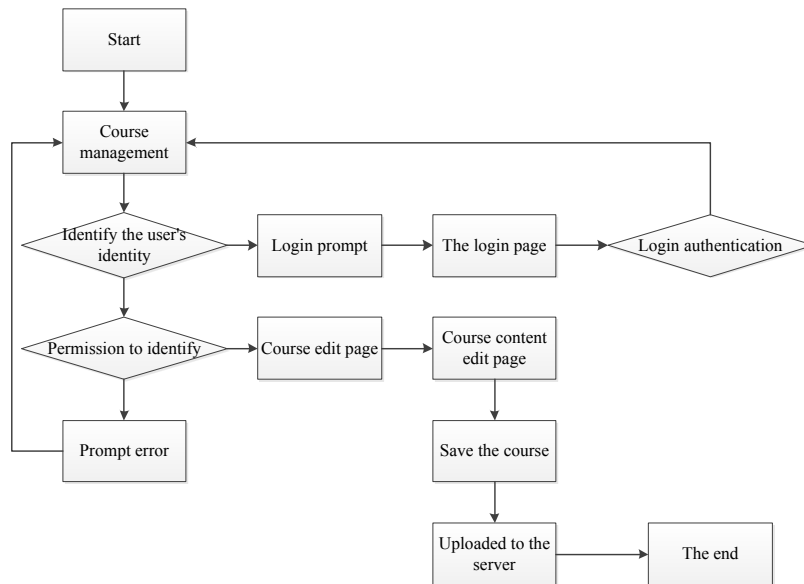 Start
Course
management
Identify the user's
identity
Login prompt
The login page
Login authentication
Permission to identify
Course edit page
Course content
edit page
Prompt error
Save the course
Uploaded to the
server
The end